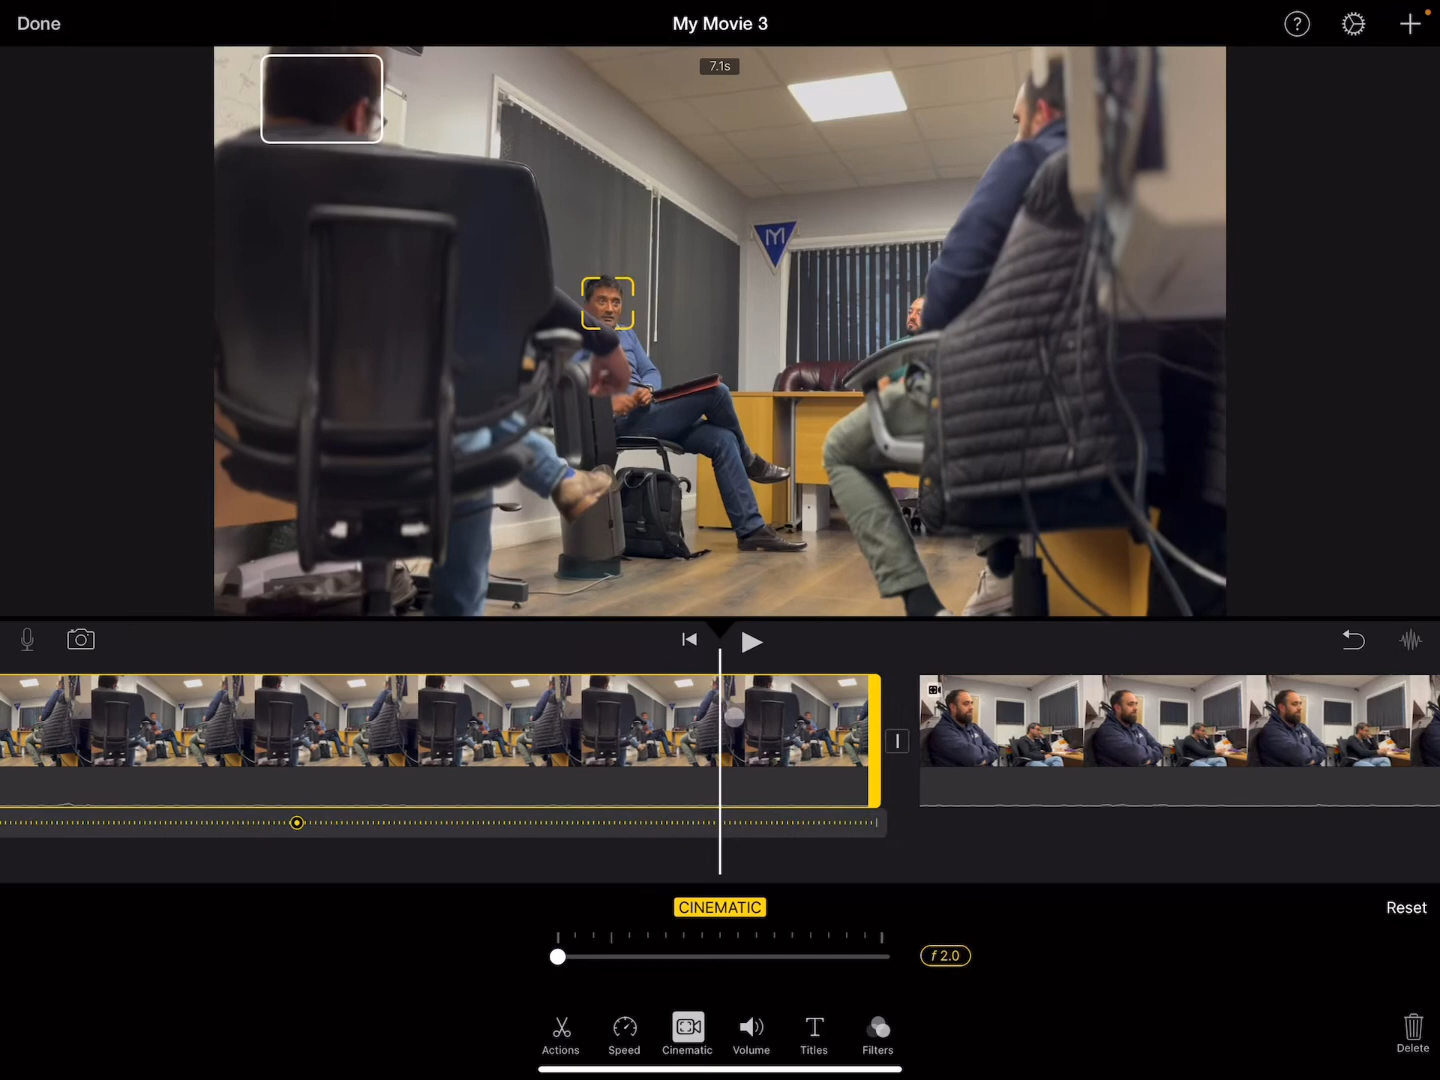 Done
My Movie 3
?
7.1s
CINEMATIC
Reset
f 2.0
Actions
Speed
Cinematic
Volume
T
Titles
Filters
Delete